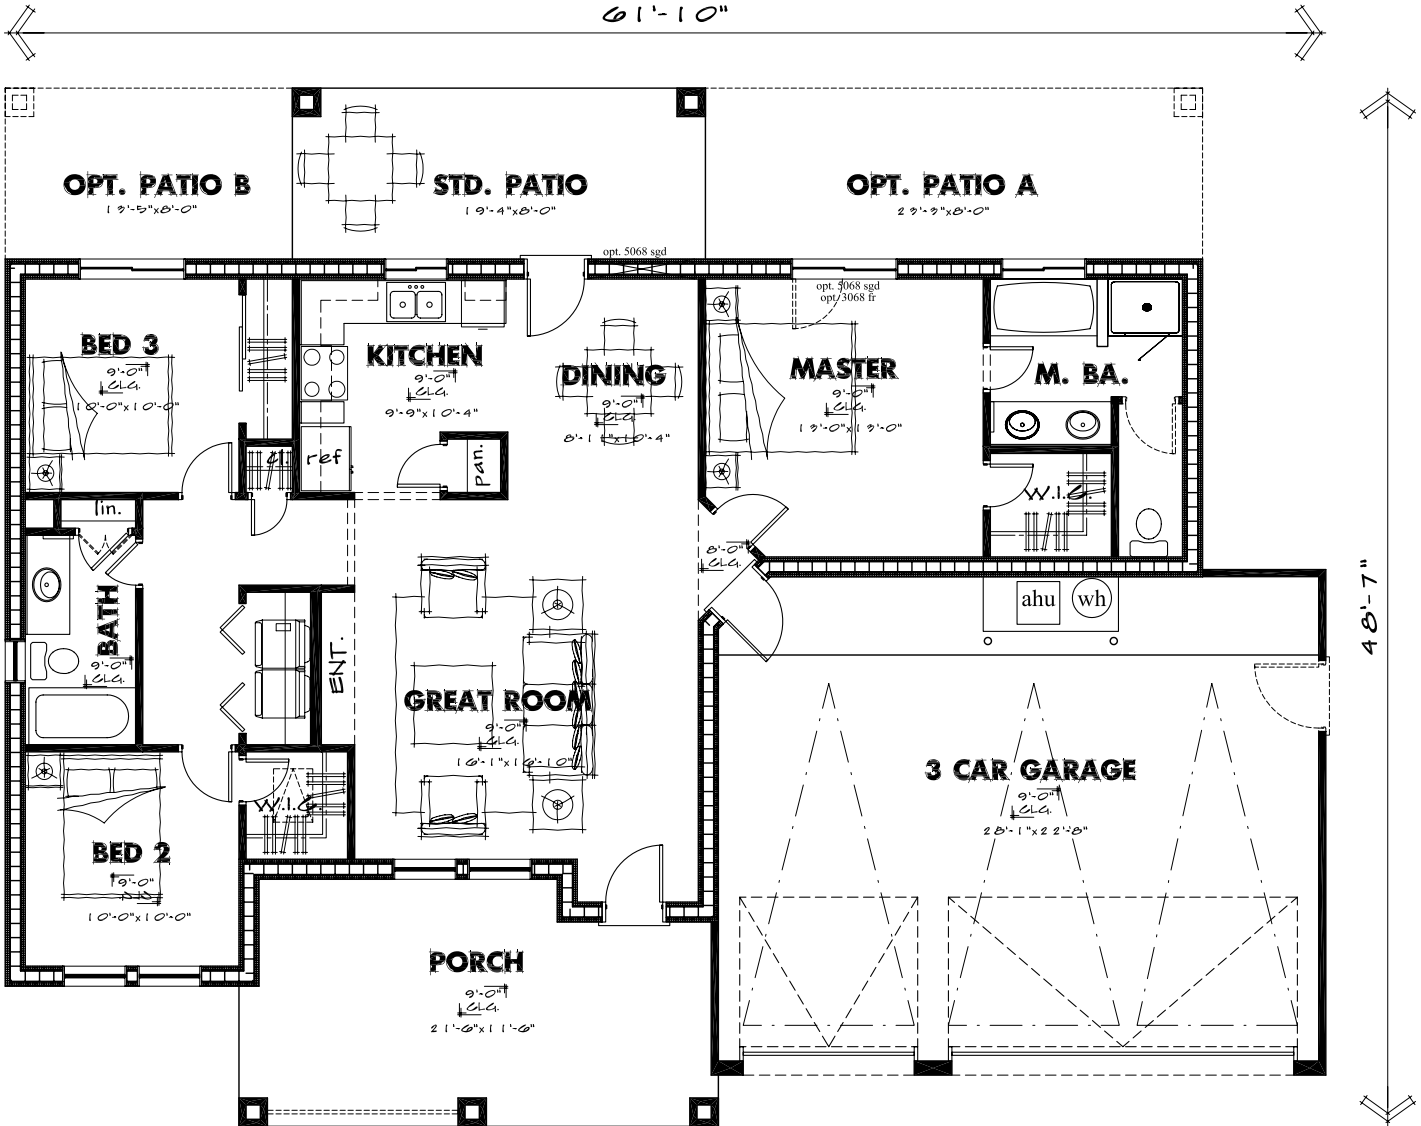 61'-10"
OPT. PATIO B
13'-5"x8'-0"
STD. PATIO
19'-4"x8'-0"
OPT. PATIO A
23'-3"x8'-0"
opt. 5068 sgd
opt. 5068 sgd
opt. 3068 fr
BED 3
9'-0"
CLG.
10'-0"x10'-0"
KITCHEN
9'-0"
CLG.
9'-9"x10'-4"
DINING
9'-0"
CLG.
MASTER
9'-0"
CLG.
13'-0"x13'-0"
M. BA.
cl.
ref
pan.
W.I.C.
lin.
8'-0"
CLG.
48'-7"
BATH
9'-0"
CLG.
ENT.
ahu
wh
GREAT ROOM
9'-0"
CLG.
16'-1"x16'-10"
3 CAR GARAGE
9'-0"
CLG.
28'-1"x22'-8"
W.I.C.
BED 2
9'-0"
10'-0"x10'-0"
PORCH
9'-0"
CLG.
21'-6"x11'-6"